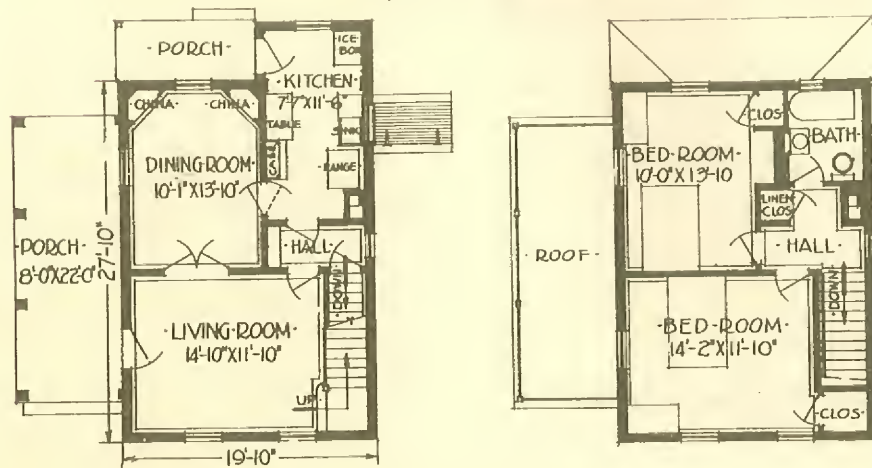 ·PORCH·
ICE
BOX
·KITCHEN·
7'-7"X11'-6"
CHINA
CHINA
TABLE
SINK
DINING·ROOM
10'-1"X13'-10"
CASE
RANGE
·PORCH·
8'-0"X22'-0"
27'-10"
·HALL·
DOWN
LIVING·ROOM
14'-10"X11'-10"
UP
19'-10"
CLOS
BATH
·BED·ROOM·
10'-0"X13'-10
LINEN
CLOS
·HALL·
ROOF·
DOWN
·BED·ROOM·
14'-2"X11'-10"
·CLOS·